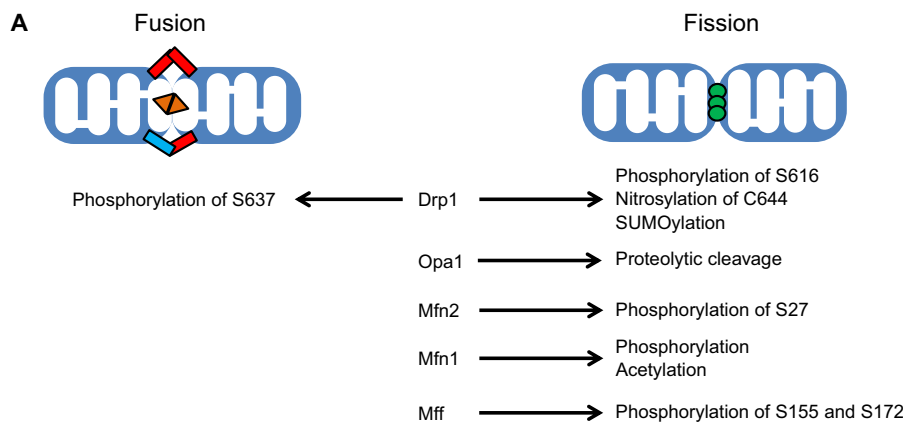 A
Fusion
Fission
Phosphorylation of S637
Drp1
Phosphorylation of S616
Nitrosylation of C644
SUMOylation
Opa1
Proteolytic cleavage
Mfn2
Phosphorylation of S27
Mfn1
Phosphorylation
Acetylation
Mff
Phosphorylation of S155 and S172